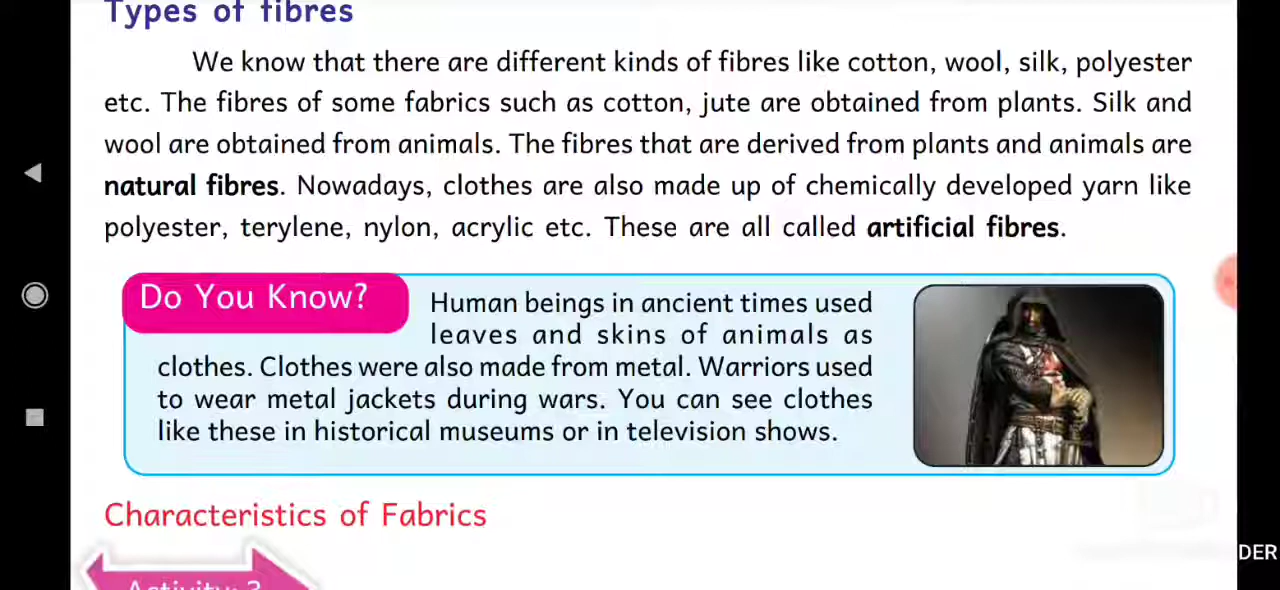 Types of fibres
We know that there are different kinds of fibres like cotton, wool, silk, polyester
etc. The fibres of some fabrics such as cotton, jute are obtained from plants. Silk and
wool are obtained from animals. The fibres that are derived from plants and animals are
natural fibres. Nowadays, clothes are also made up of chemically developed yarn like
polyester, terylene, nylon, acrylic etc. These are all called artificial fibres.
Do You Know?
Human beings in ancient times used
leaves and skins of animals as
clothes. Clothes were also made from metal. Warriors used
to wear metal jackets during wars. You can see clothes
like these in historical museums or in television shows.
Characteristics of Fabrics
Activity: 3
DER